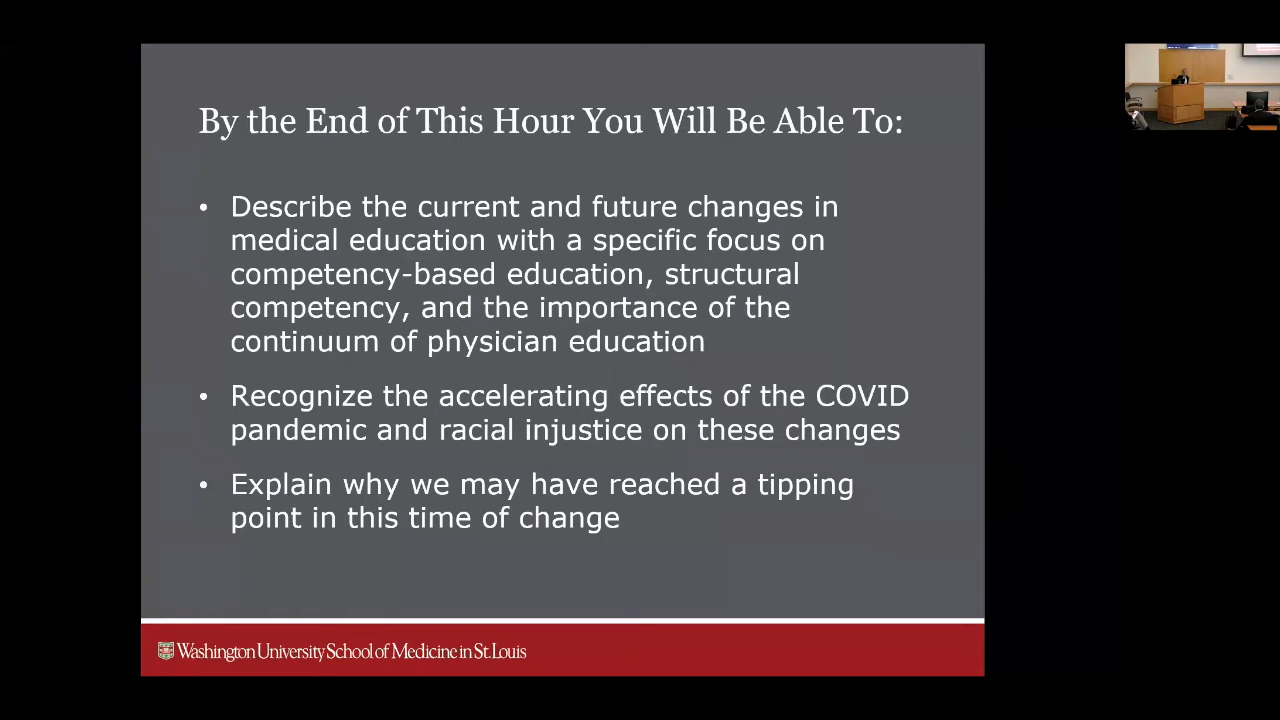 By the End of This Hour You Will Be Able To:
• Describe the current and future changes in
medical education with a specific focus on
competency-based education, structural
competency, and the importance of the
continuum of physician education
• Recognize the accelerating effects of the COVID
pandemic and racial injustice on these changes
• Explain why we may have reached a tipping
point in this time of change
Washington University School of Medicine in St. Louis